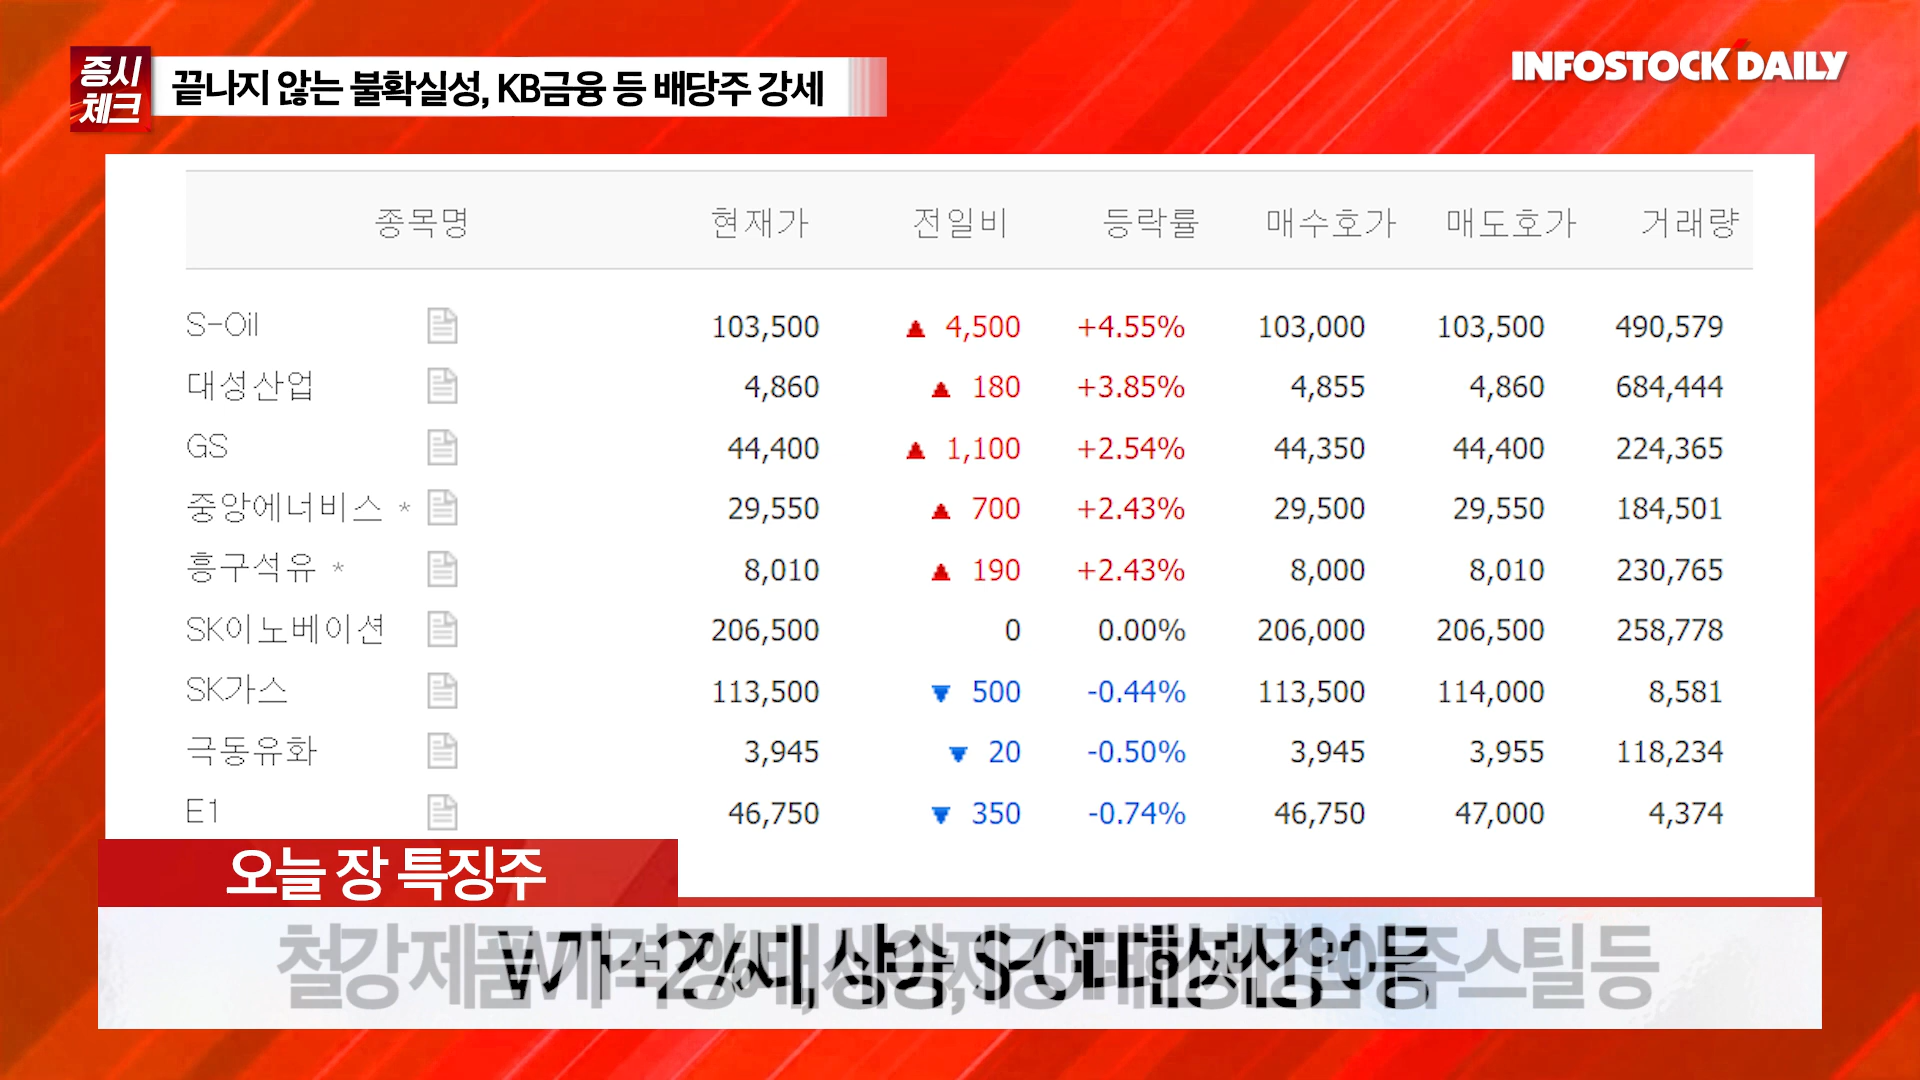 증시
체크
끝나지 않는 불확실성, KB금융 등 배당주 강세
INFOSTOCK DAILY
종목명 현재가 전일비 등락률 매수호가 매도호가 거래량
S-Oil 103,500 ▲ 4,500 +4.55% 103,000 103,500 490,579
대성산업 4,860 ▲ 180 +3.85% 4,855 4,860 684,444
GS 44,400 ▲ 1,100 +2.54% 44,350 44,400 224,365
중앙에너비스 * 29,550 ▲ 700 +2.43% 29,500 29,550 184,501
흥구석유 * 8,010 ▲ 190 +2.43% 8,000 8,010 230,765
SK이노베이션 206,500 0 0.00% 206,000 206,500 258,778
SK가스 113,500 ▼ 500 -0.44% 113,500 114,000 8,581
극동유화 3,945 ▼ 20 -0.50% 3,945 3,955 118,234
E1 46,750 ▼ 350 -0.74% 46,750 47,000 4,374
오늘 장 특징주